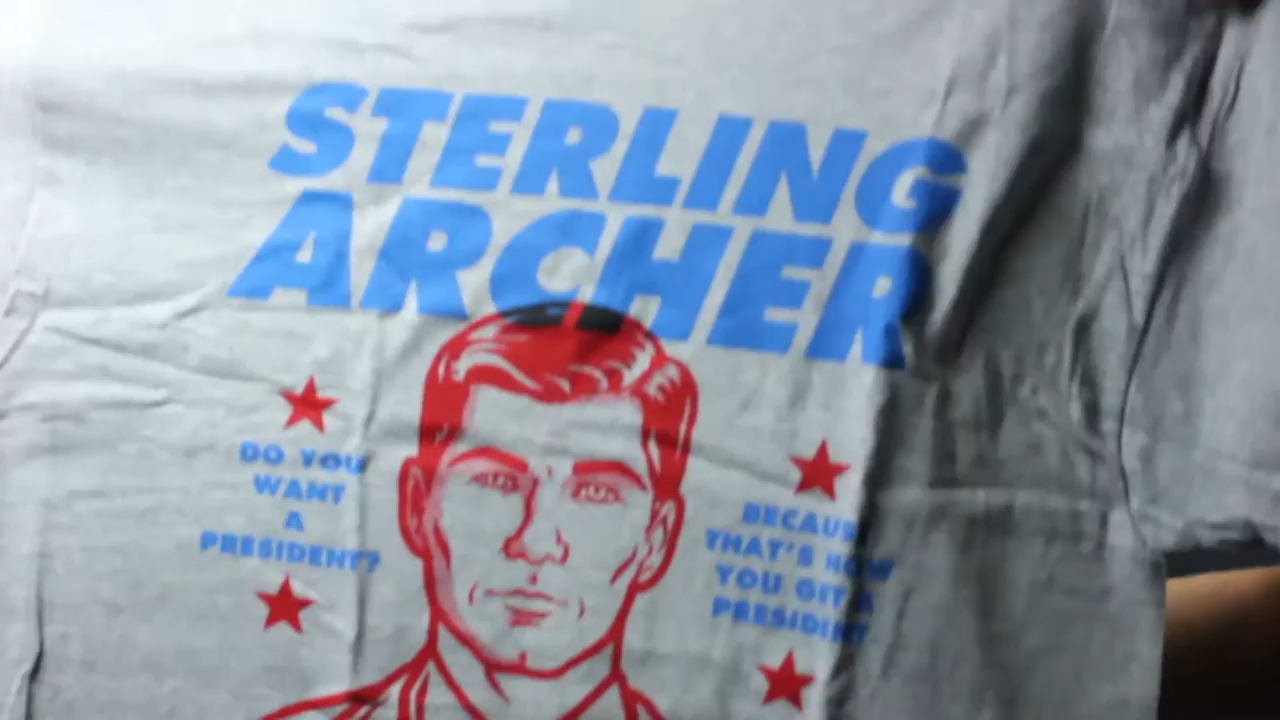 STERLING
ARCHER
DO YOU
WANT
A
PRESIDENT?
BECAUSE
THAT'S HOW
YOU GET A
PRESIDENT